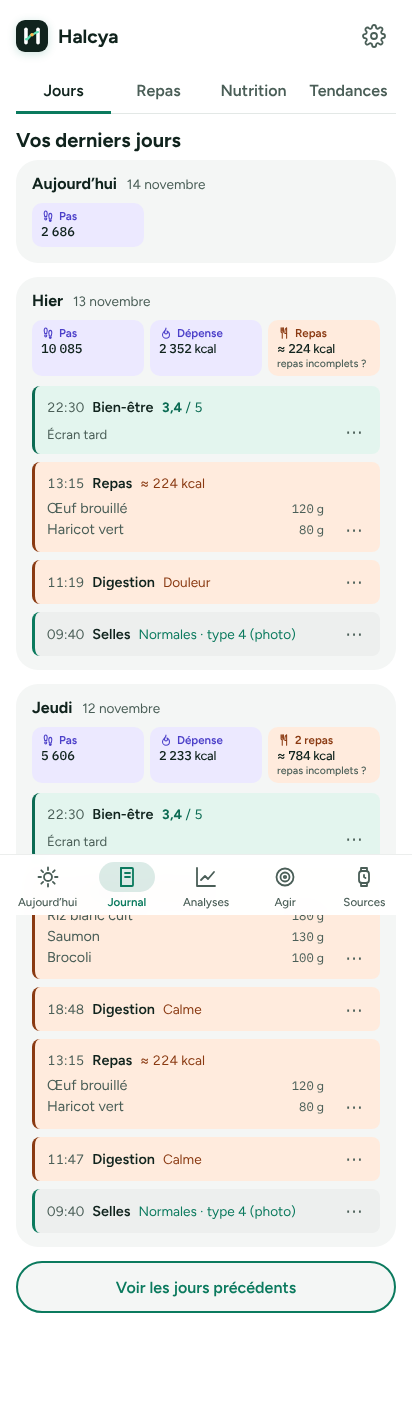 Halcya
Jours Repas Nutrition Tendances
Vos derniers jours
Aujourd’hui 14 novembre
Pas
2 686
Hier 13 novembre
Pas Dépense Repas
10 085 2 352 kcal ≈ 224 kcal
repas incomplets ?
22:30 Bien-être 3,4 / 5
Écran tard ...
13:15 Repas ≈ 224 kcal
Œuf brouillé 120 g
Haricot vert 80 g ...
11:19 Digestion Douleur ...
09:40 Selles Normales · type 4 (photo) ...
Jeudi 12 novembre
Pas Dépense 2 repas
5 606 2 233 kcal ≈ 784 kcal
repas incomplets ?
22:30 Bien-être 3,4 / 5
Écran tard ...
Aujourd’hui Journal Analyses Agir Sources
Riz blanc cuit 180 g
Saumon 130 g
Brocoli 100 g ...
18:48 Digestion Calme ...
13:15 Repas ≈ 224 kcal
Œuf brouillé 120 g
Haricot vert 80 g ...
11:47 Digestion Calme ...
09:40 Selles Normales · type 4 (photo) ...
Voir les jours précédents